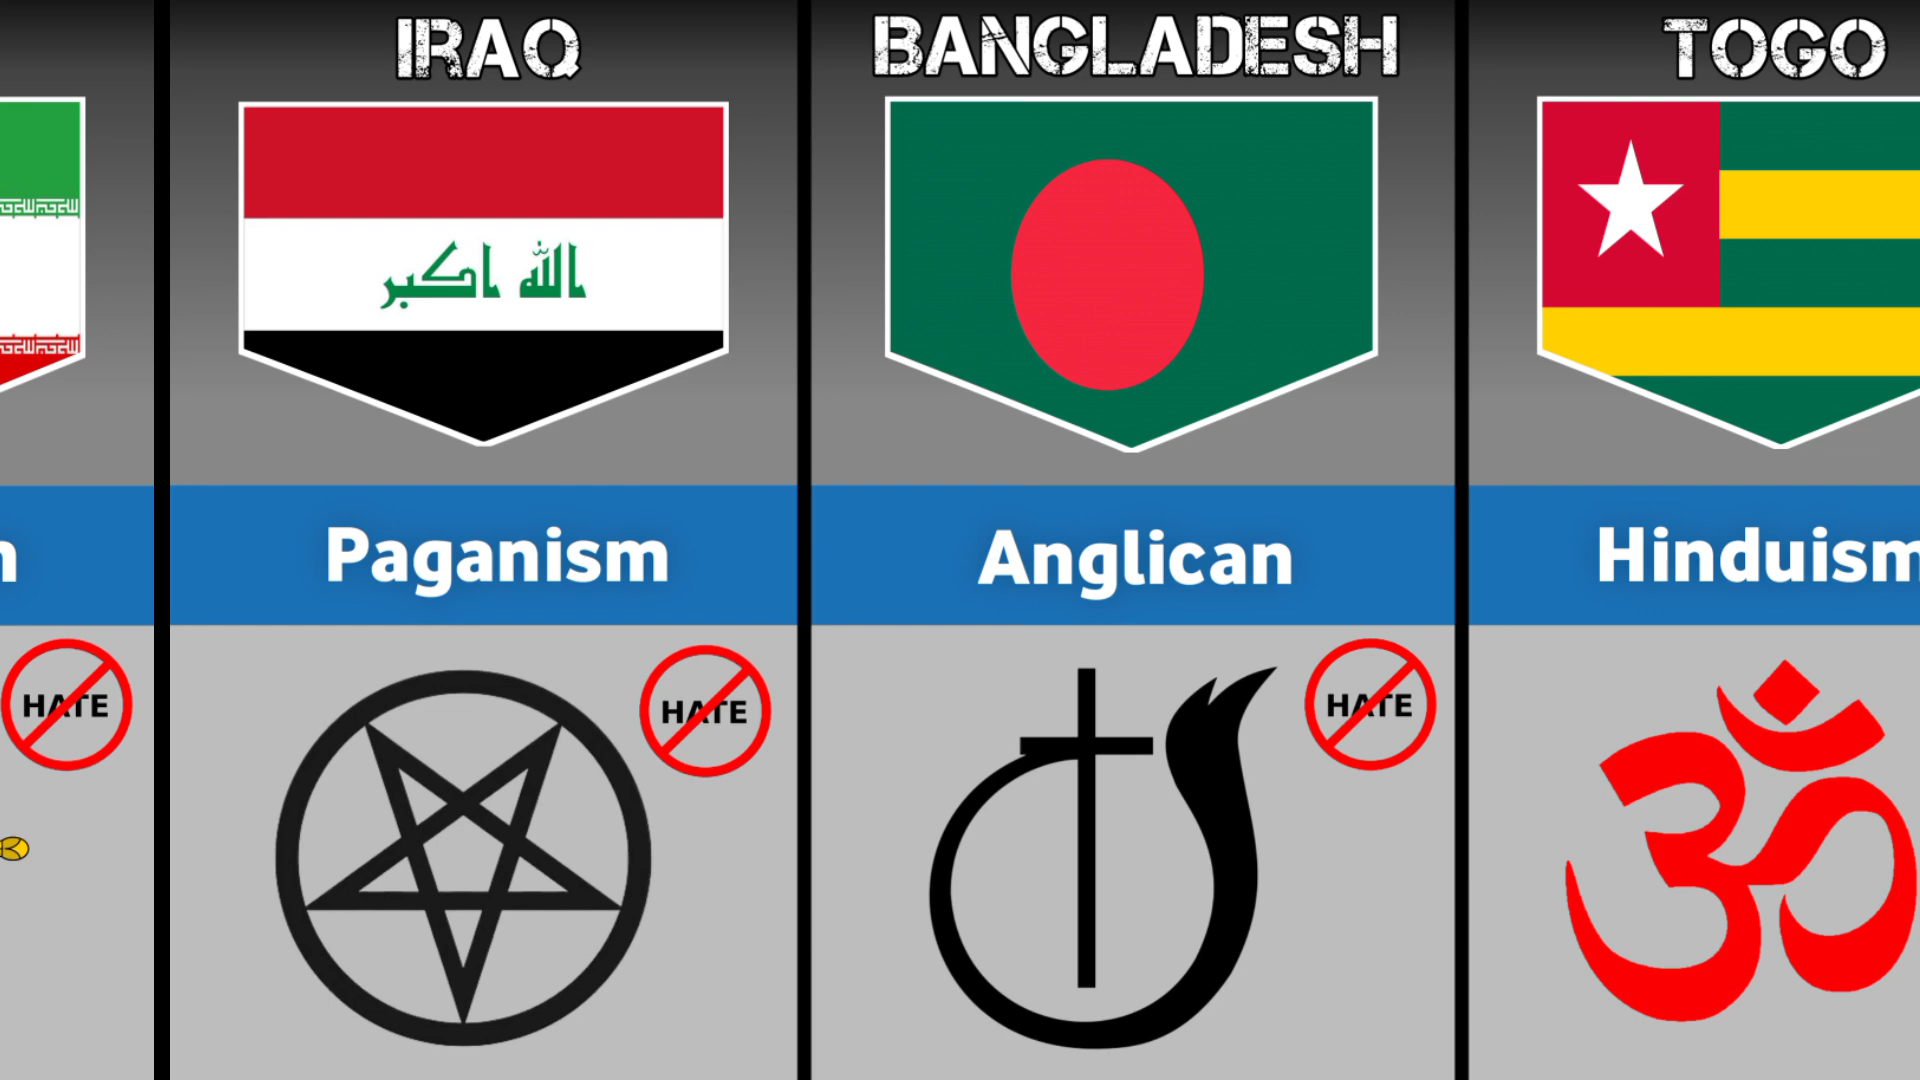 IRAQ
BANGLADESH
TOGO
الله اكبر
Paganism
Anglican
Hinduism
HATE
HATE
HATE